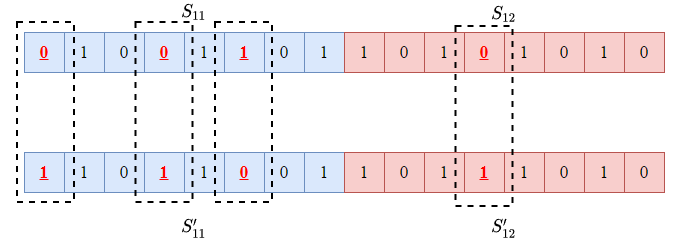 S₁₁ S₁₂
0 1 0 0 1 1 0 1 1 0 1 0 1 0 1 0
1 1 0 1 1 0 0 1 1 0 1 1 1 0 1 0
S′₁₁ S′₁₂